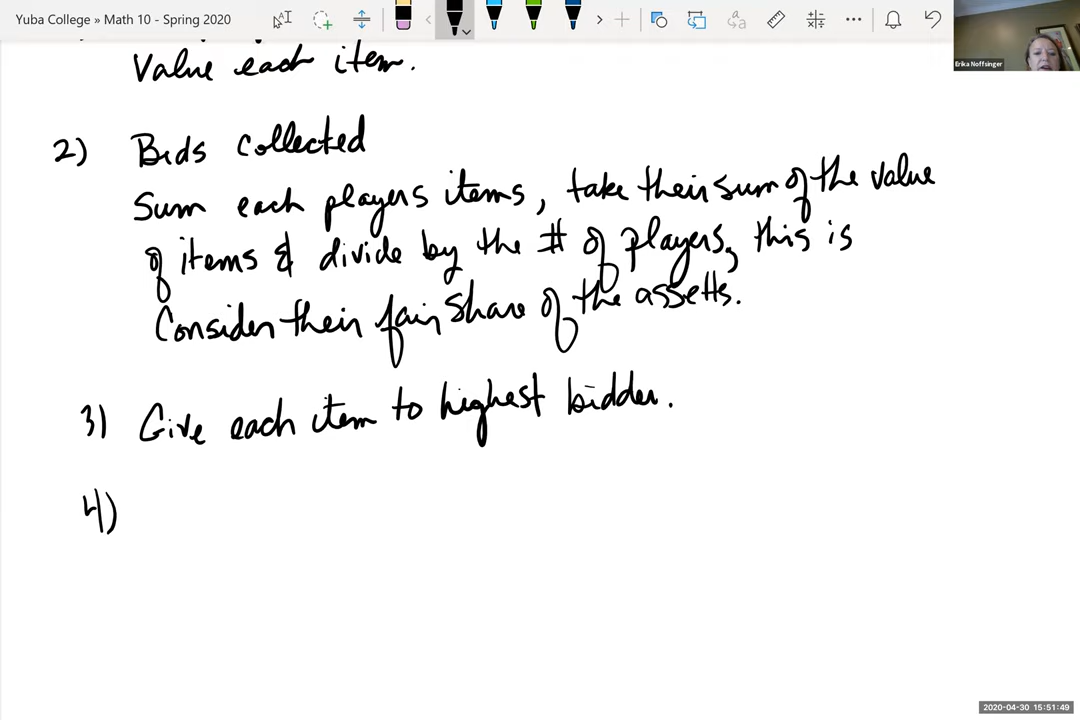 Yuba College » Math 10 - Spring 2020
Erika Noffsinger
Value each item.
2) Bids collected
Sum each players items, take their sum of the value
of items & divide by the # of players, this is
Consider their fair share of the assetts.
3) Give each item to highest bidder.
4)
2020-04-30 15:51:49